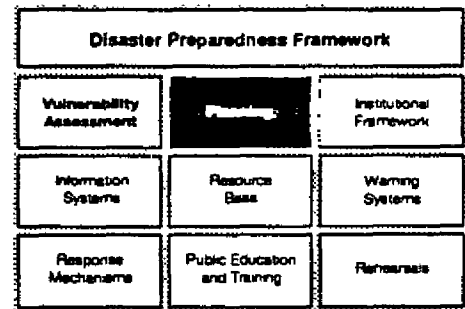 Disaster Preparedness Framework
Vulnerability
Assessment
Institutional
Framework
Information
Systems
Resource
Base
Warning
Systems
Response
Mechanisms
Public Education
and Training
Rehearsals